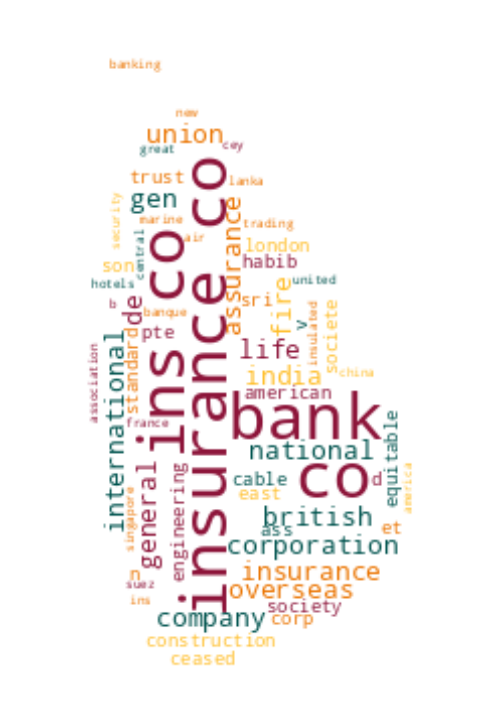 banking
new
union
great
cey
trust
lanka
gen
security
marine
trading
central
air
assurance
london
son
habib
hotels
united
b
de
banque
sri
fire
v
insulated
societe
pte
life
association
international
standard
ins co
insurance co
india
china
american
france
bank
national
equitable
general
engineering
cable
co
d
america
east
singapore
british
ass
et
corporation
n
insurance
suez
overseas
ins
society
company
corp
construction
ceased